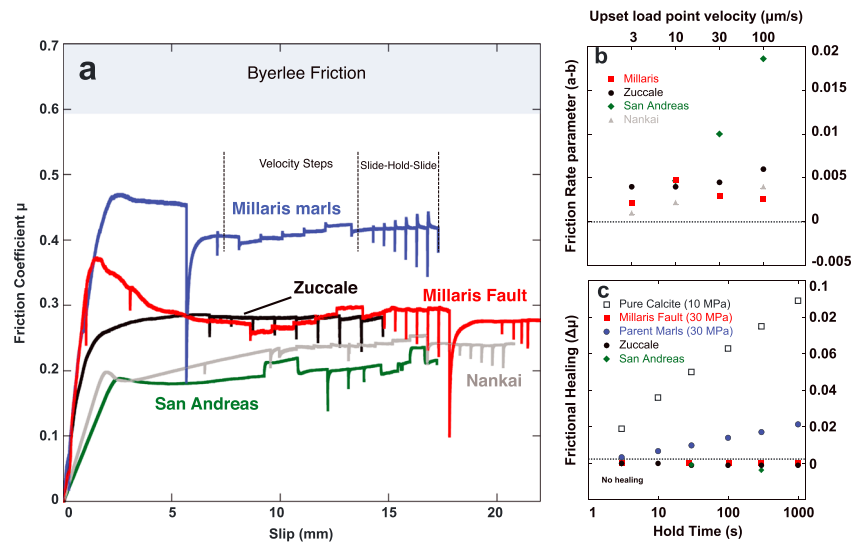 a
Byerlee Friction
Velocity Steps
Slide-Hold-Slide
Millaris marls
Zuccale
Millaris Fault
Nankai
San Andreas
Friction Coefficient μ
0.7
0.6
0.5
0.4
0.3
0.2
0.1
0
0 5 10 15 20
Slip (mm)
Upset load point velocity (μm/s)
3 10 30 100
b
Millaris
Zuccale
San Andreas
Nankai
Friction Rate parameter (a-b)
0.02
0.015
0.01
0.005
0
-0.005
c
Pure Calcite (10 MPa)
Millaris Fault (30 MPa)
Parent Marls (30 MPa)
Zuccale
San Andreas
No healing
Frictional Healing (Δμ)
0.1
0.02
0.06
0.04
0.02
0
1 10 100 1000
Hold Time (s)